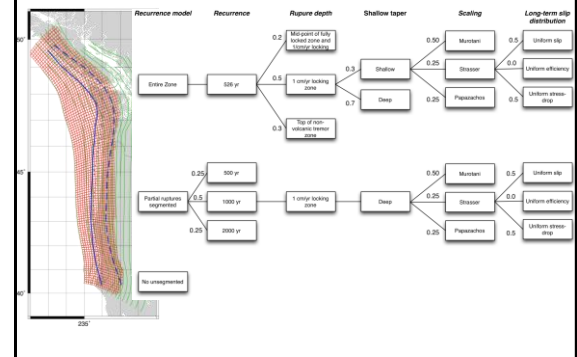 Recurrence model
Recurrence
Rupure depth
Shallow taper
Scaling
Long-term slip
distribution
50˚
45˚
40˚
235˚
Entire Zone
526 yr
0.2
0.5
0.3
Mid-point of fully
locked zone and
1/cm/yr locking
1 cm/yr locking
zone
Top of non-
volcanic tremor
zone
0.3
0.7
Shallow
Deep
0.50
0.25
0.25
Murotani
Strasser
Papazachos
0.5
0.0
0.5
Uniform slip
Uniform efficiency
Uniform stress-
drop
Partial ruptures
segmented
0.25
0.5
0.25
500 yr
1000 yr
2000 yr
1 cm/yr locking
zone
Deep
0.50
0.25
0.25
Murotani
Strasser
Papazachos
0.5
0.0
0.5
Uniform slip
Uniform efficiency
Uniform stress-
drop
No unsegmented